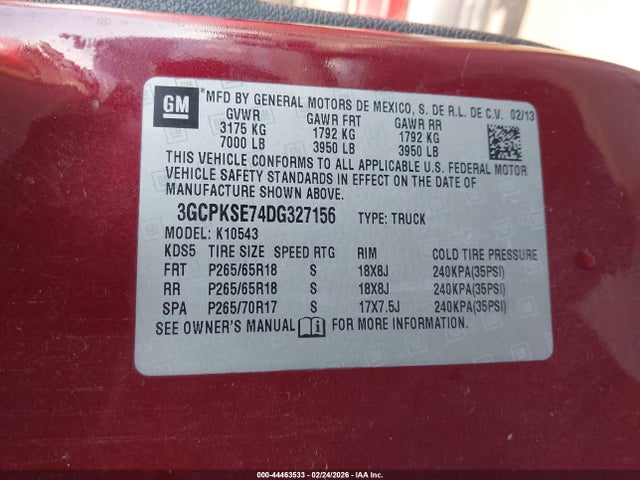 GM MFD BY GENERAL MOTORS DE MEXICO, S. DE R.L. DE C.V. 02/13
GVWR GAWR FRT GAWR RR
3175 KG 1792 KG 1792 KG
7000 LB 3950 LB 3950 LB
THIS VEHICLE CONFORMS TO ALL APPLICABLE U.S. FEDERAL MOTOR
VEHICLE SAFETY STANDARDS IN EFFECT ON THE DATE OF
MANUFACTURE SHOWN ABOVE.
3GCPKSE74DG327156 TYPE: TRUCK
MODEL: K10543
KDS5 TIRE SIZE SPEED RTG RIM COLD TIRE PRESSURE
FRT P265/65R18 S 18X8J 240KPA(35PSI)
RR P265/65R18 S 18X8J 240KPA(35PSI)
SPA P265/70R17 S 17X7.5J 240KPA(35PSI)
SEE OWNER'S MANUAL FOR MORE INFORMATION.
000-44463533 - 02/24/2026 - IAA Inc.